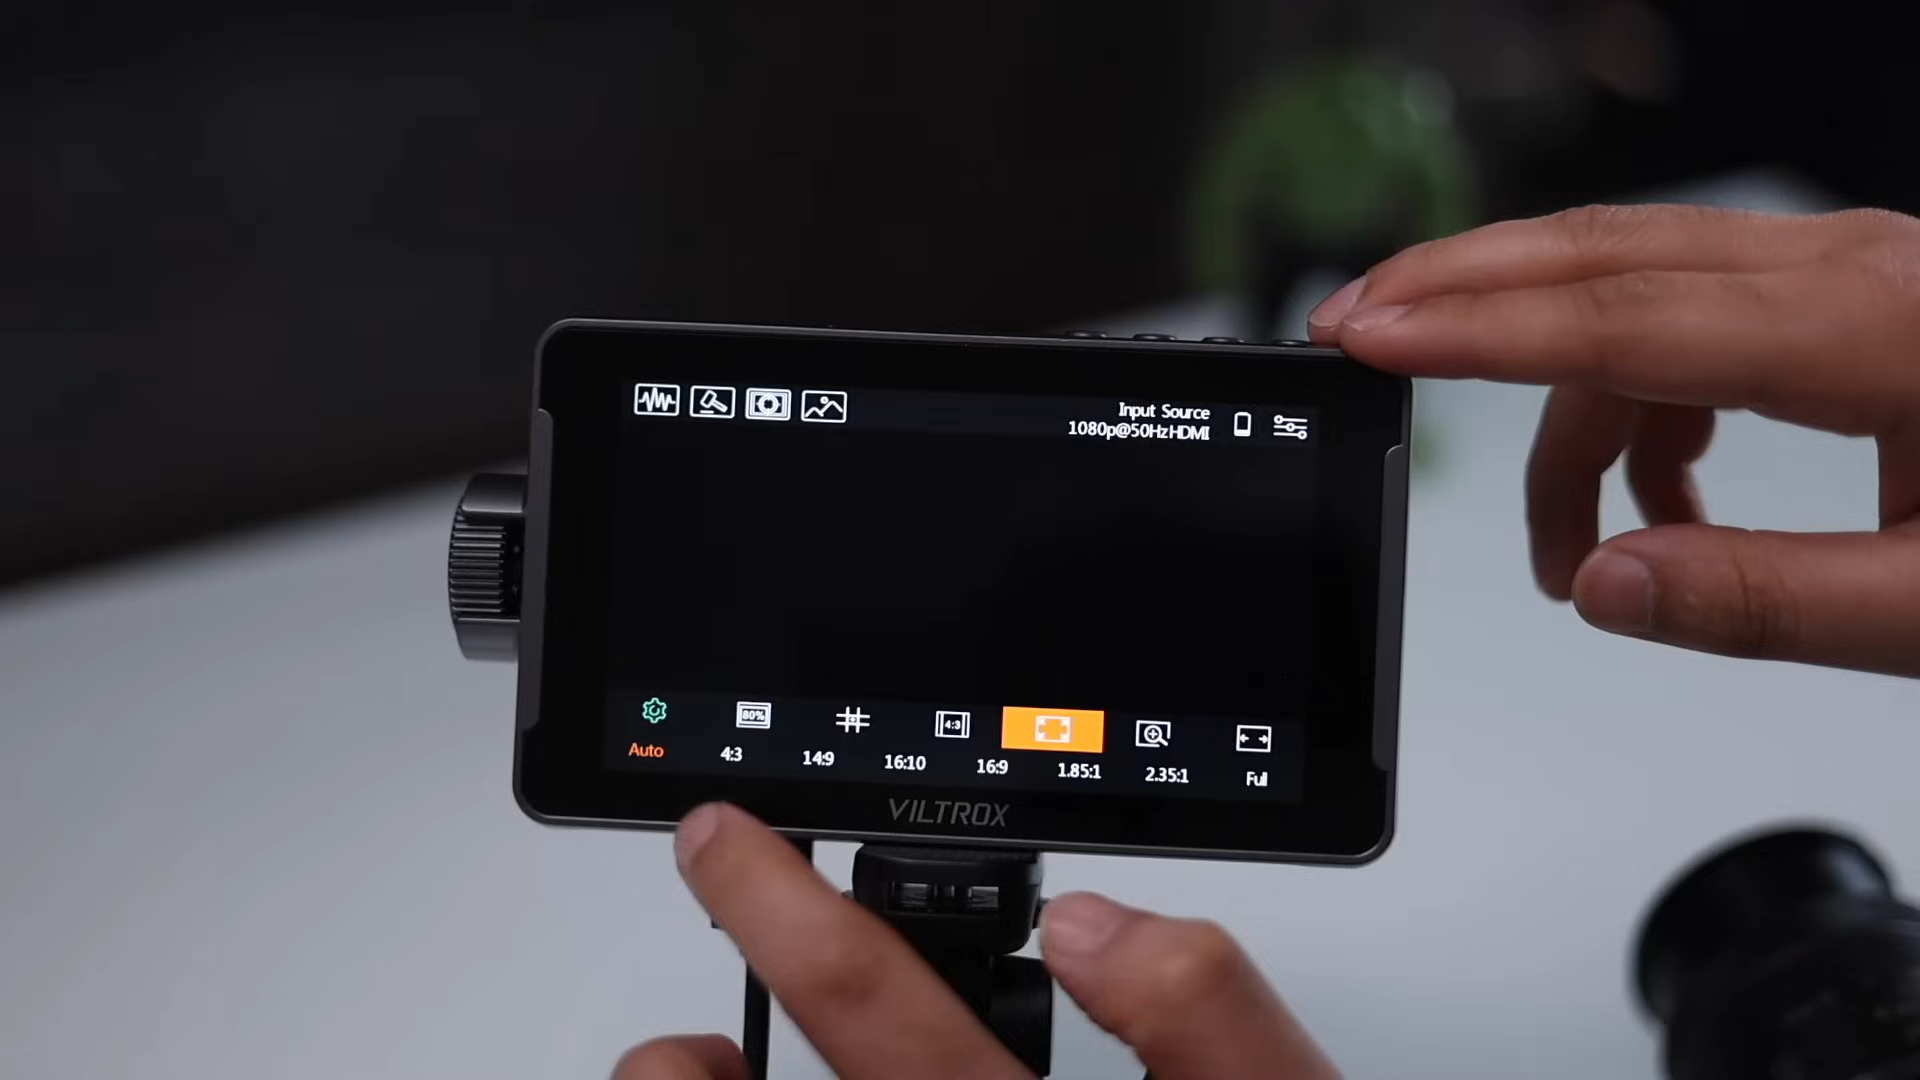 Input Source
1080p@50Hz HDMI
80%
4:3
Auto
4:3
14:9
16:10
16:9
1.85:1
2.35:1
Full
VILTROX